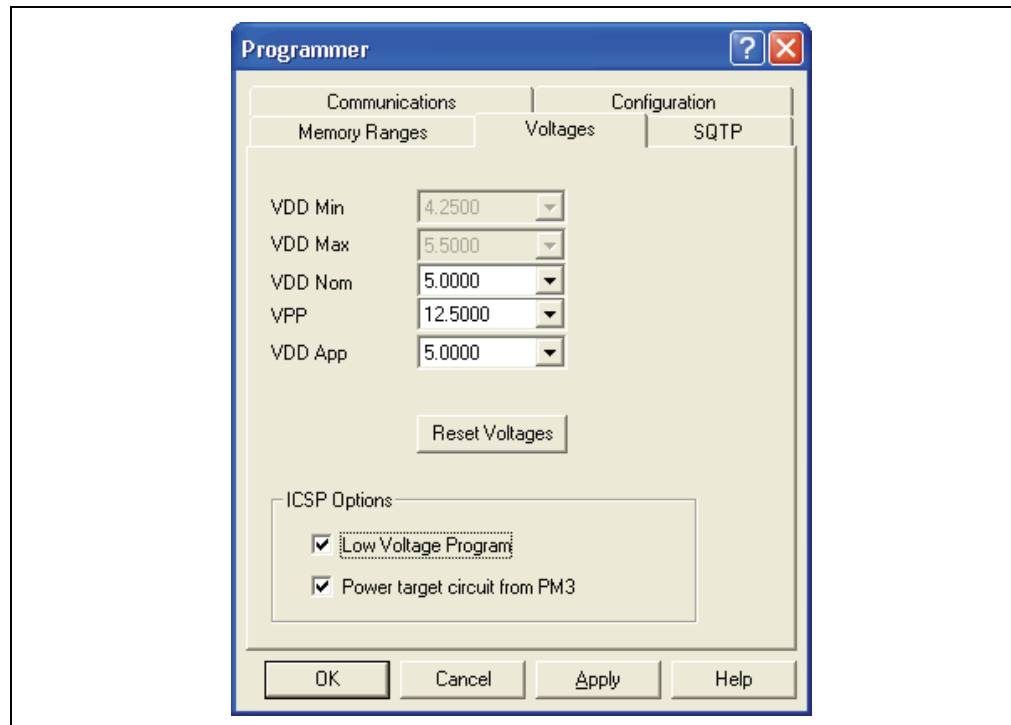 Programmer
Communications Configuration
Memory Ranges Voltages SQTP
VDD Min 4.2500
VDD Max 5.5000
VDD Nom 5.0000
VPP 12.5000
VDD App 5.0000
Reset Voltages
ICSP Options
Low Voltage Program
Power target circuit from PM3
OK Cancel Apply Help